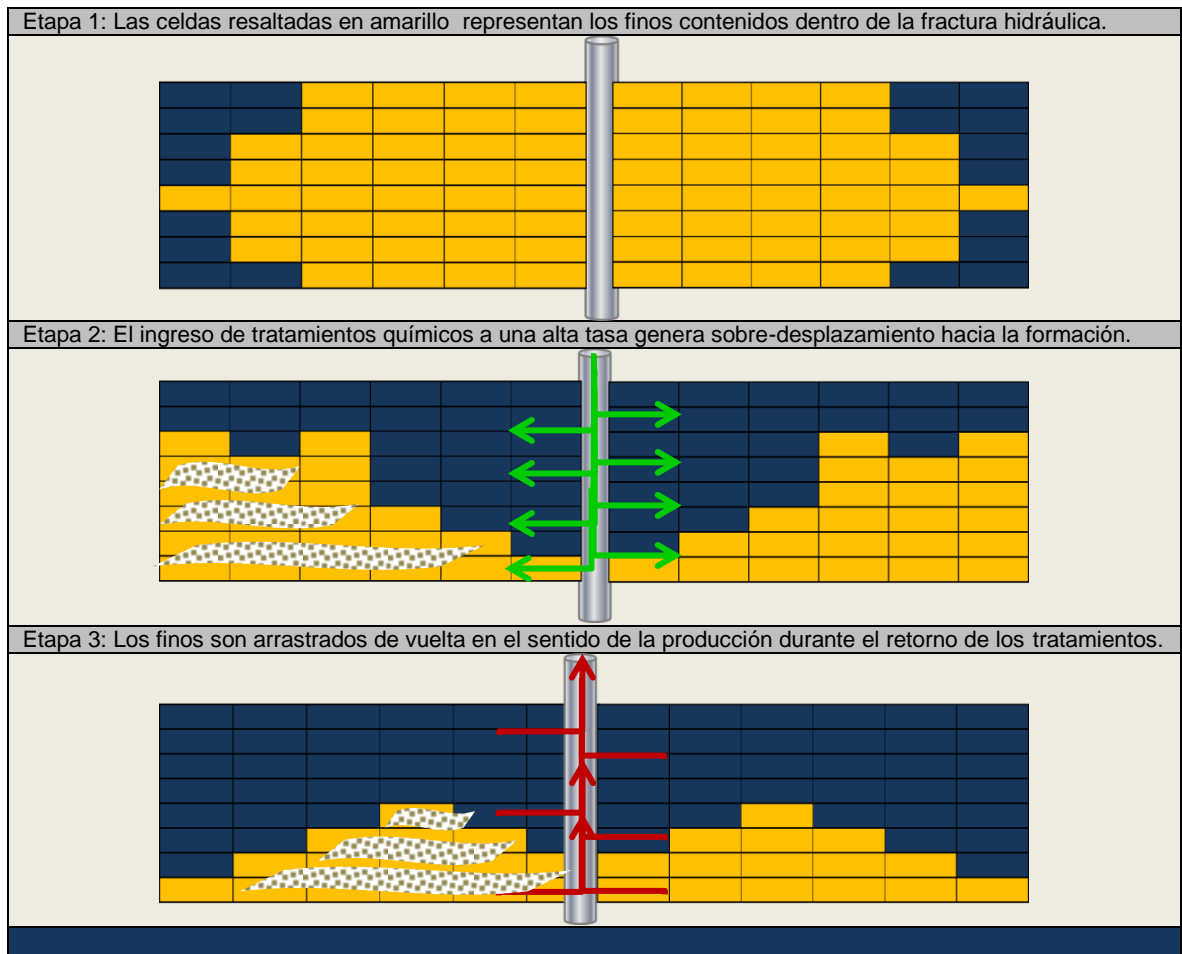 Etapa 1: Las celdas resaltadas en amarillo  representan los finos contenidos dentro de la fractura hidráulica.
Etapa 2: El ingreso de tratamientos químicos a una alta tasa genera sobre-desplazamiento hacia la formación.
Etapa 3: Los finos son arrastrados de vuelta en el sentido de la producción durante el retorno de los tratamientos.